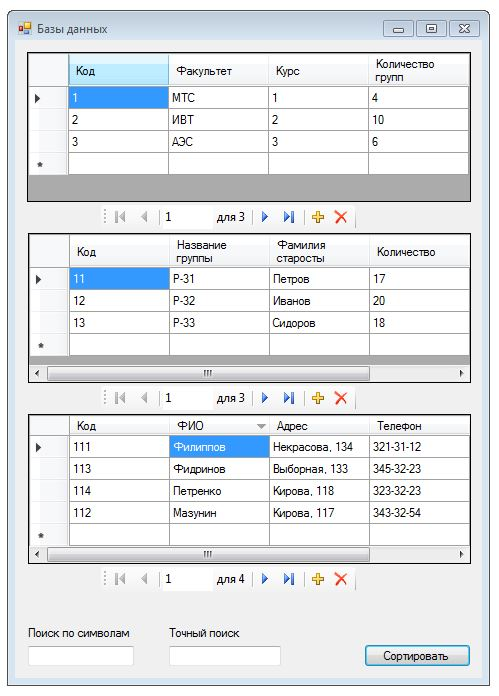 Базы данных
Код Факультет Курс Количество групп
1 МТС 1 4
2 ИВТ 2 10
3 АЭС 3 6
*
1 для 3
Код Название группы Фамилия старосты Количество
11 Р-31 Петров 17
12 Р-32 Иванов 20
13 Р-33 Сидоров 18
*
1 для 3
Код ФИО Адрес Телефон
111 Филиппов Некрасова, 134 321-31-12
113 Фидринов Выборная, 133 345-32-23
114 Петренко Кирова, 118 323-32-23
112 Мазунин Кирова, 117 343-32-54
*
1 для 4
Поиск по символам Точный поиск
Сортировать